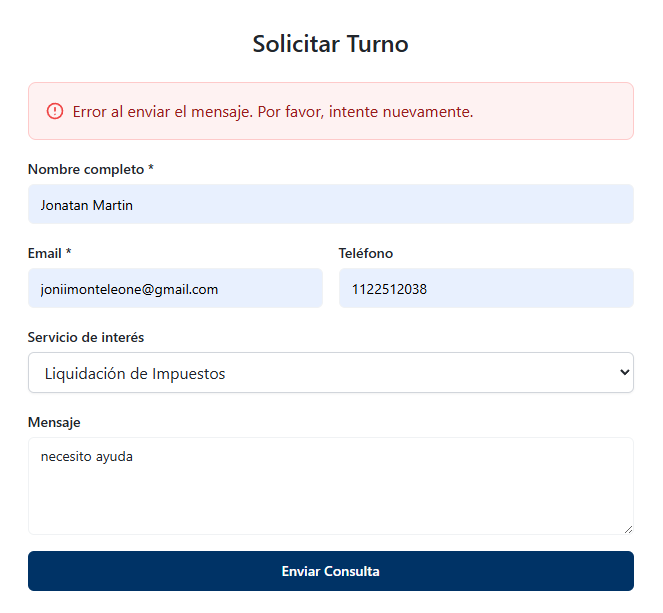 Solicitar Turno
Error al enviar el mensaje. Por favor, intente nuevamente.
Nombre completo *
Jonatan Martin
Email * Teléfono
joniimonteleone@gmail.com 1122512038
Servicio de interés
Liquidación de Impuestos
Mensaje
necesito ayuda
Enviar Consulta